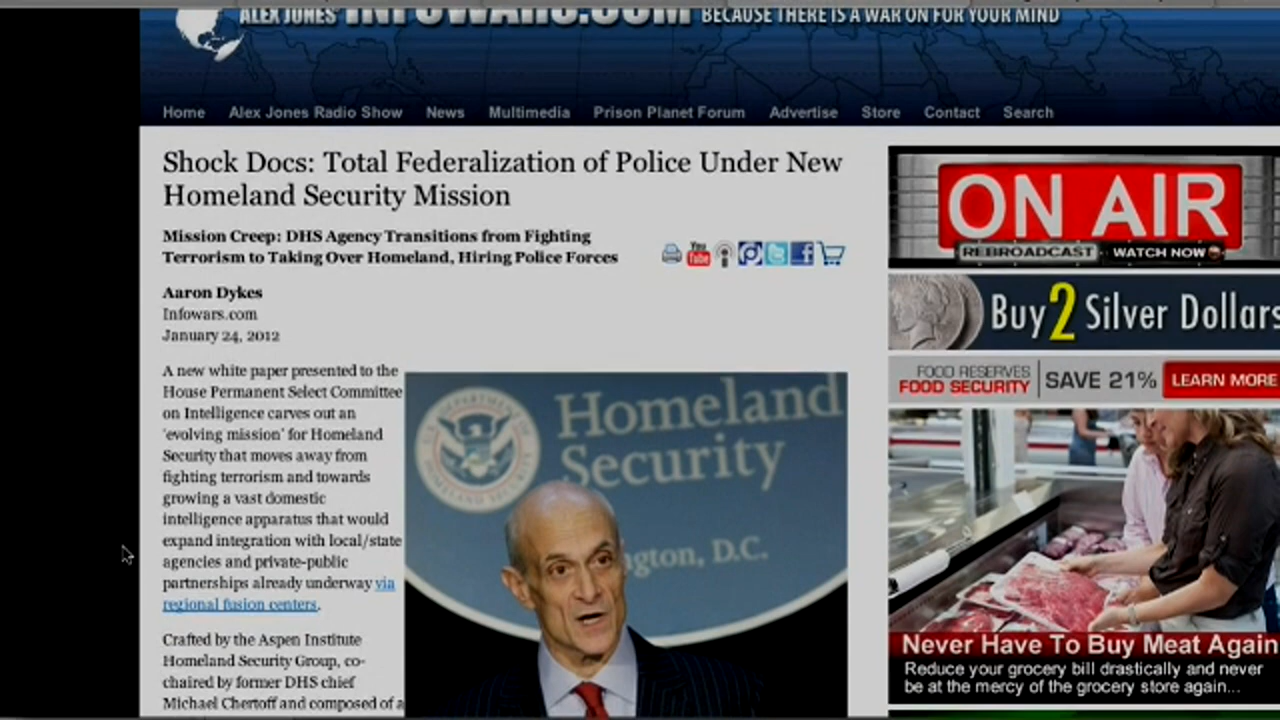 ALEX JONES' INFOWARS.COM BECAUSE THERE IS A WAR ON FOR YOUR MIND
Home Alex Jones Radio Show News Multimedia Prison Planet Forum Advertise Store Contact Search
Shock Docs: Total Federalization of Police Under New
Homeland Security Mission
Mission Creep: DHS Agency Transitions from Fighting
Terrorism to Taking Over Homeland, Hiring Police Forces
You
Tube
Aaron Dykes
Infowars.com
January 24, 2012
A new white paper presented to the
House Permanent Select Committee
on Intelligence carves out an
'evolving mission' for Homeland
Security that moves away from
fighting terrorism and towards
growing a vast domestic
intelligence apparatus that would
expand integration with local/state
agencies and private-public
partnerships already underway via
regional fusion centers.
Crafted by the Aspen Institute
Homeland Security Group, co-
chaired by former DHS chief
Michael Chertoff and composed of a
Homeland
Security
ngton, D.C.
ON AIR
REBROADCAST WATCH NOW
Buy 2 Silver Dollars
FOOD RESERVES
FOOD SECURITY SAVE 21% LEARN MORE
Never Have To Buy Meat Again
Reduce your grocery bill drastically and never
be at the mercy of the grocery store again...